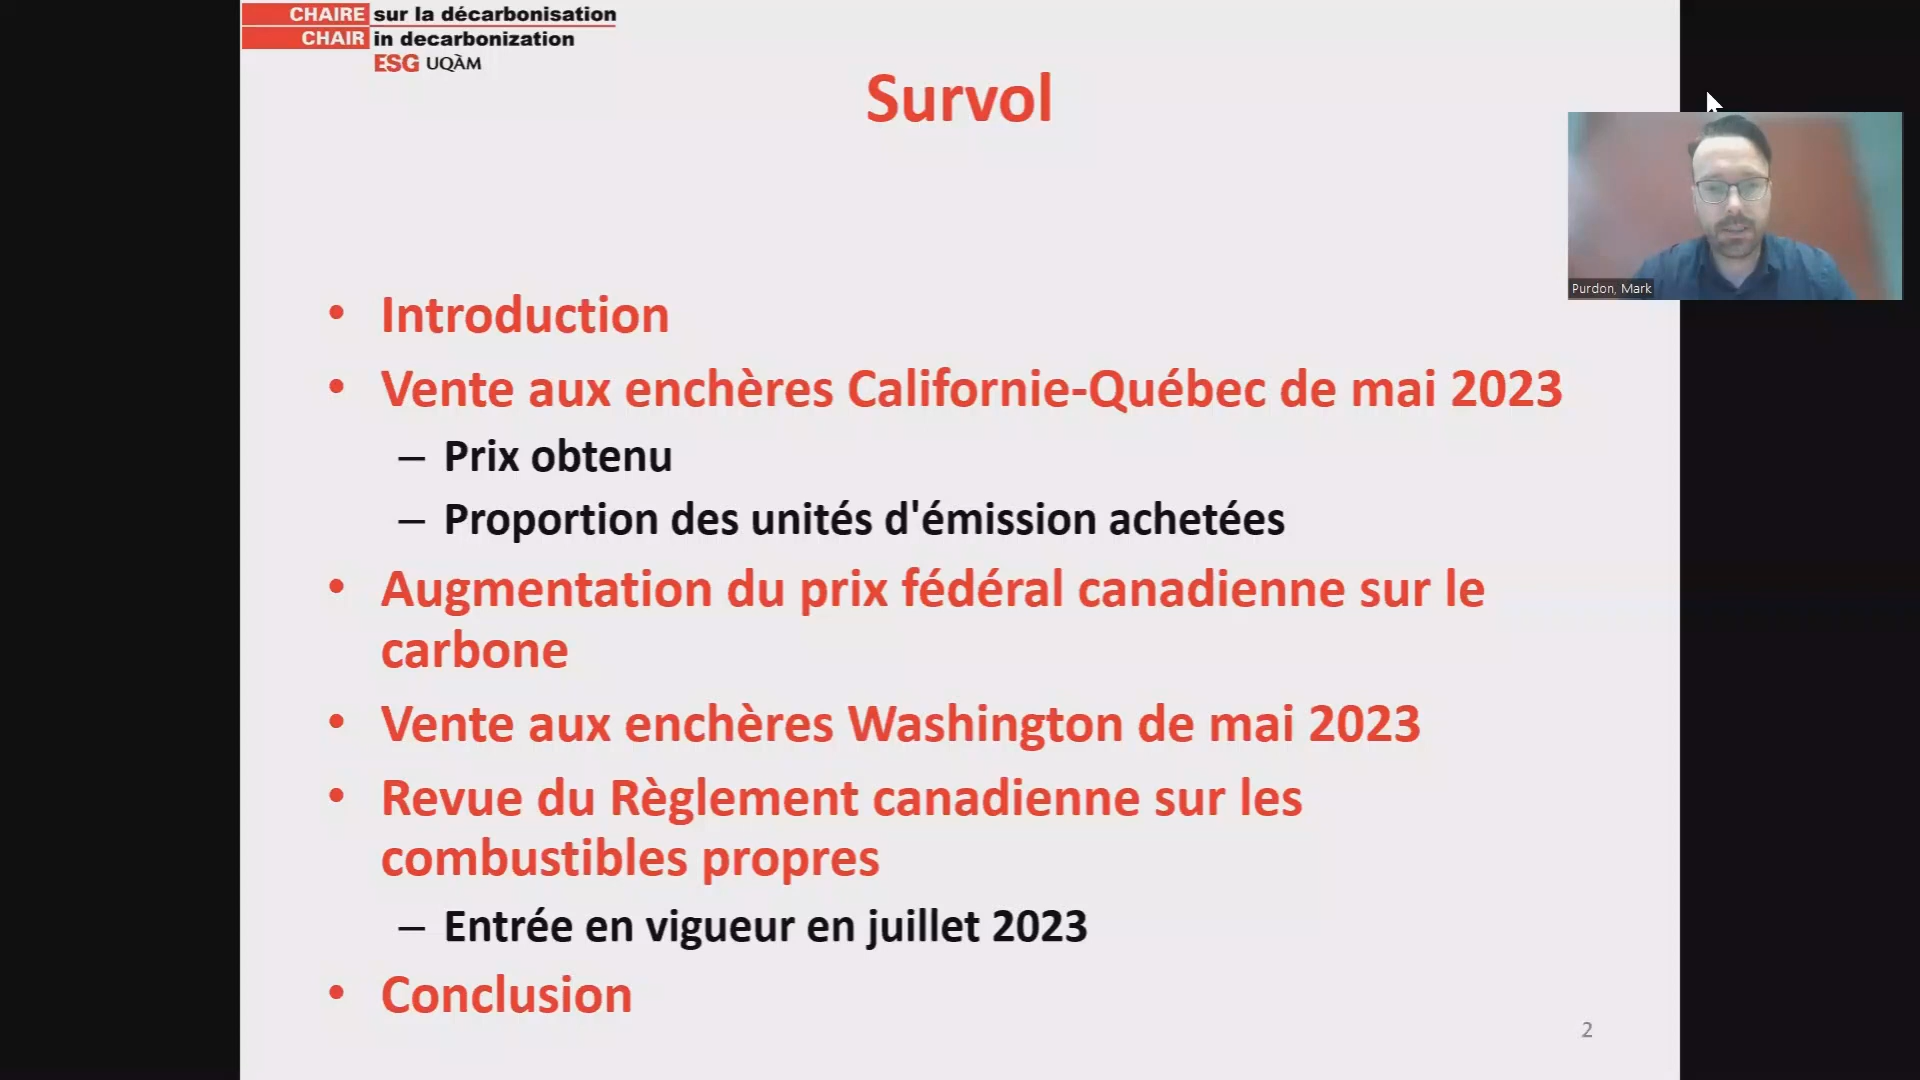 CHAIRE sur la décarbonisation
CHAIR in decarbonization
ESG UQÀM
Survol
Purdon, Mark
• Introduction
• Vente aux enchères Californie-Québec de mai 2023
– Prix obtenu
– Proportion des unités d'émission achetées
• Augmentation du prix fédéral canadienne sur le
carbone
• Vente aux enchères Washington de mai 2023
• Revue du Règlement canadienne sur les
combustibles propres
– Entrée en vigueur en juillet 2023
• Conclusion
2